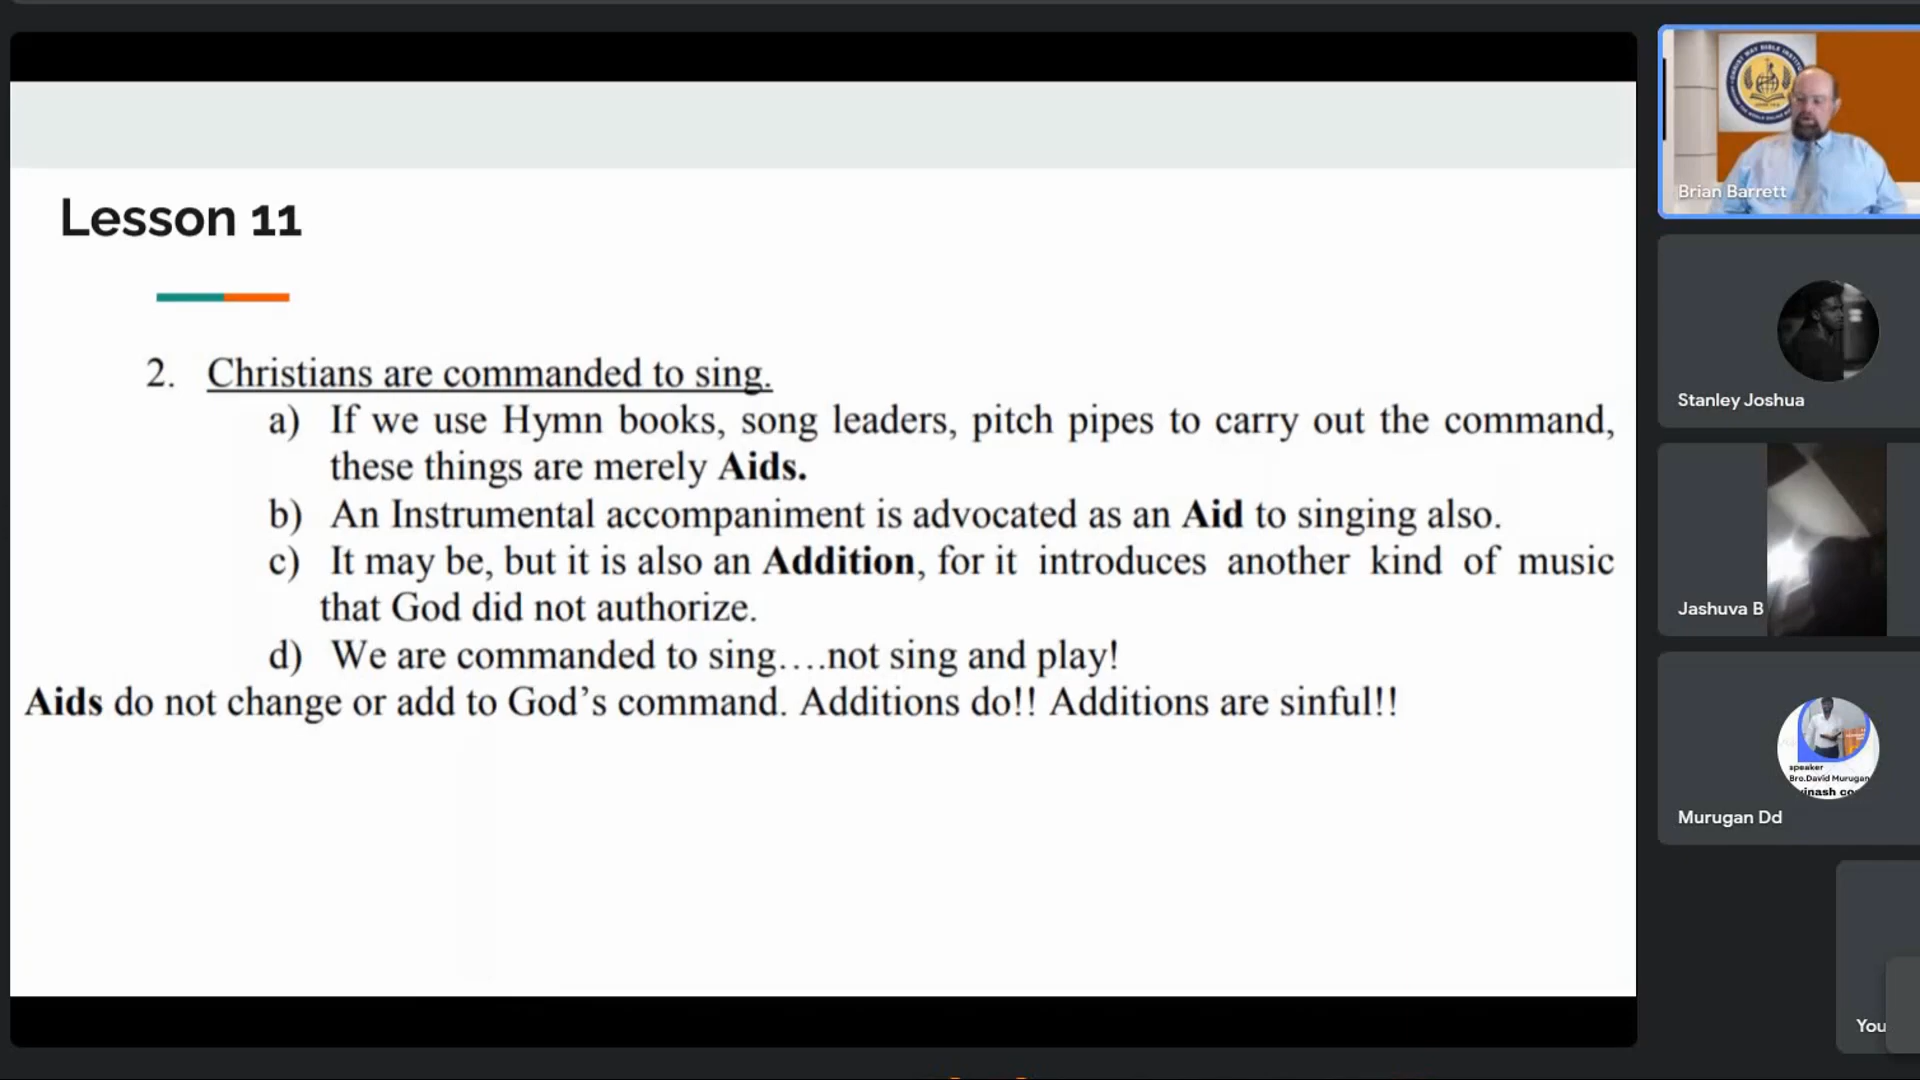 Lesson 11
2. Christians are commanded to sing.
a) If we use Hymn books, song leaders, pitch pipes to carry out the command,
these things are merely Aids.
b) An Instrumental accompaniment is advocated as an Aid to singing also.
c) It may be, but it is also an Addition, for it introduces another kind of music
that God did not authorize.
d) We are commanded to sing....not sing and play!
Aids do not change or add to God's command. Additions do!! Additions are sinful!!
Brian Barrett
Stanley Joshua
Jashuva B
speaker
Bro.David Murugan
Murugan Dd
You